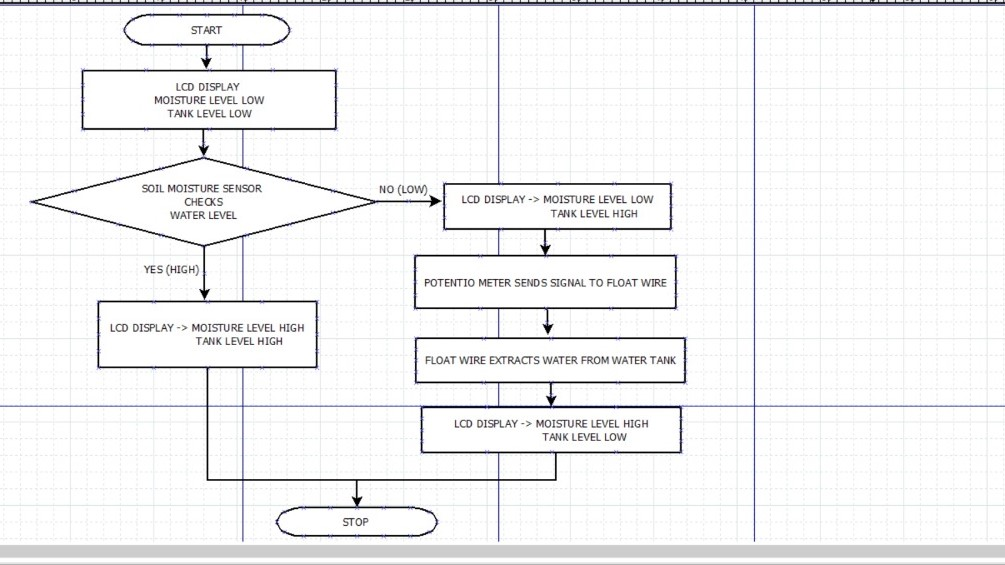 START
LCD DISPLAY
MOISTURE LEVEL LOW
TANK LEVEL LOW
SOIL MOISTURE SENSOR
CHECKS
WATER LEVEL
NO (LOW)
LCD DISPLAY -> MOISTURE LEVEL LOW
TANK LEVEL HIGH
POTENTIO METER SENDS SIGNAL TO FLOAT WIRE
YES (HIGH)
LCD DISPLAY -> MOISTURE LEVEL HIGH
TANK LEVEL HIGH
FLOAT WIRE EXTRACTS WATER FROM WATER TANK
LCD DISPLAY -> MOISTURE LEVEL HIGH
TANK LEVEL LOW
STOP